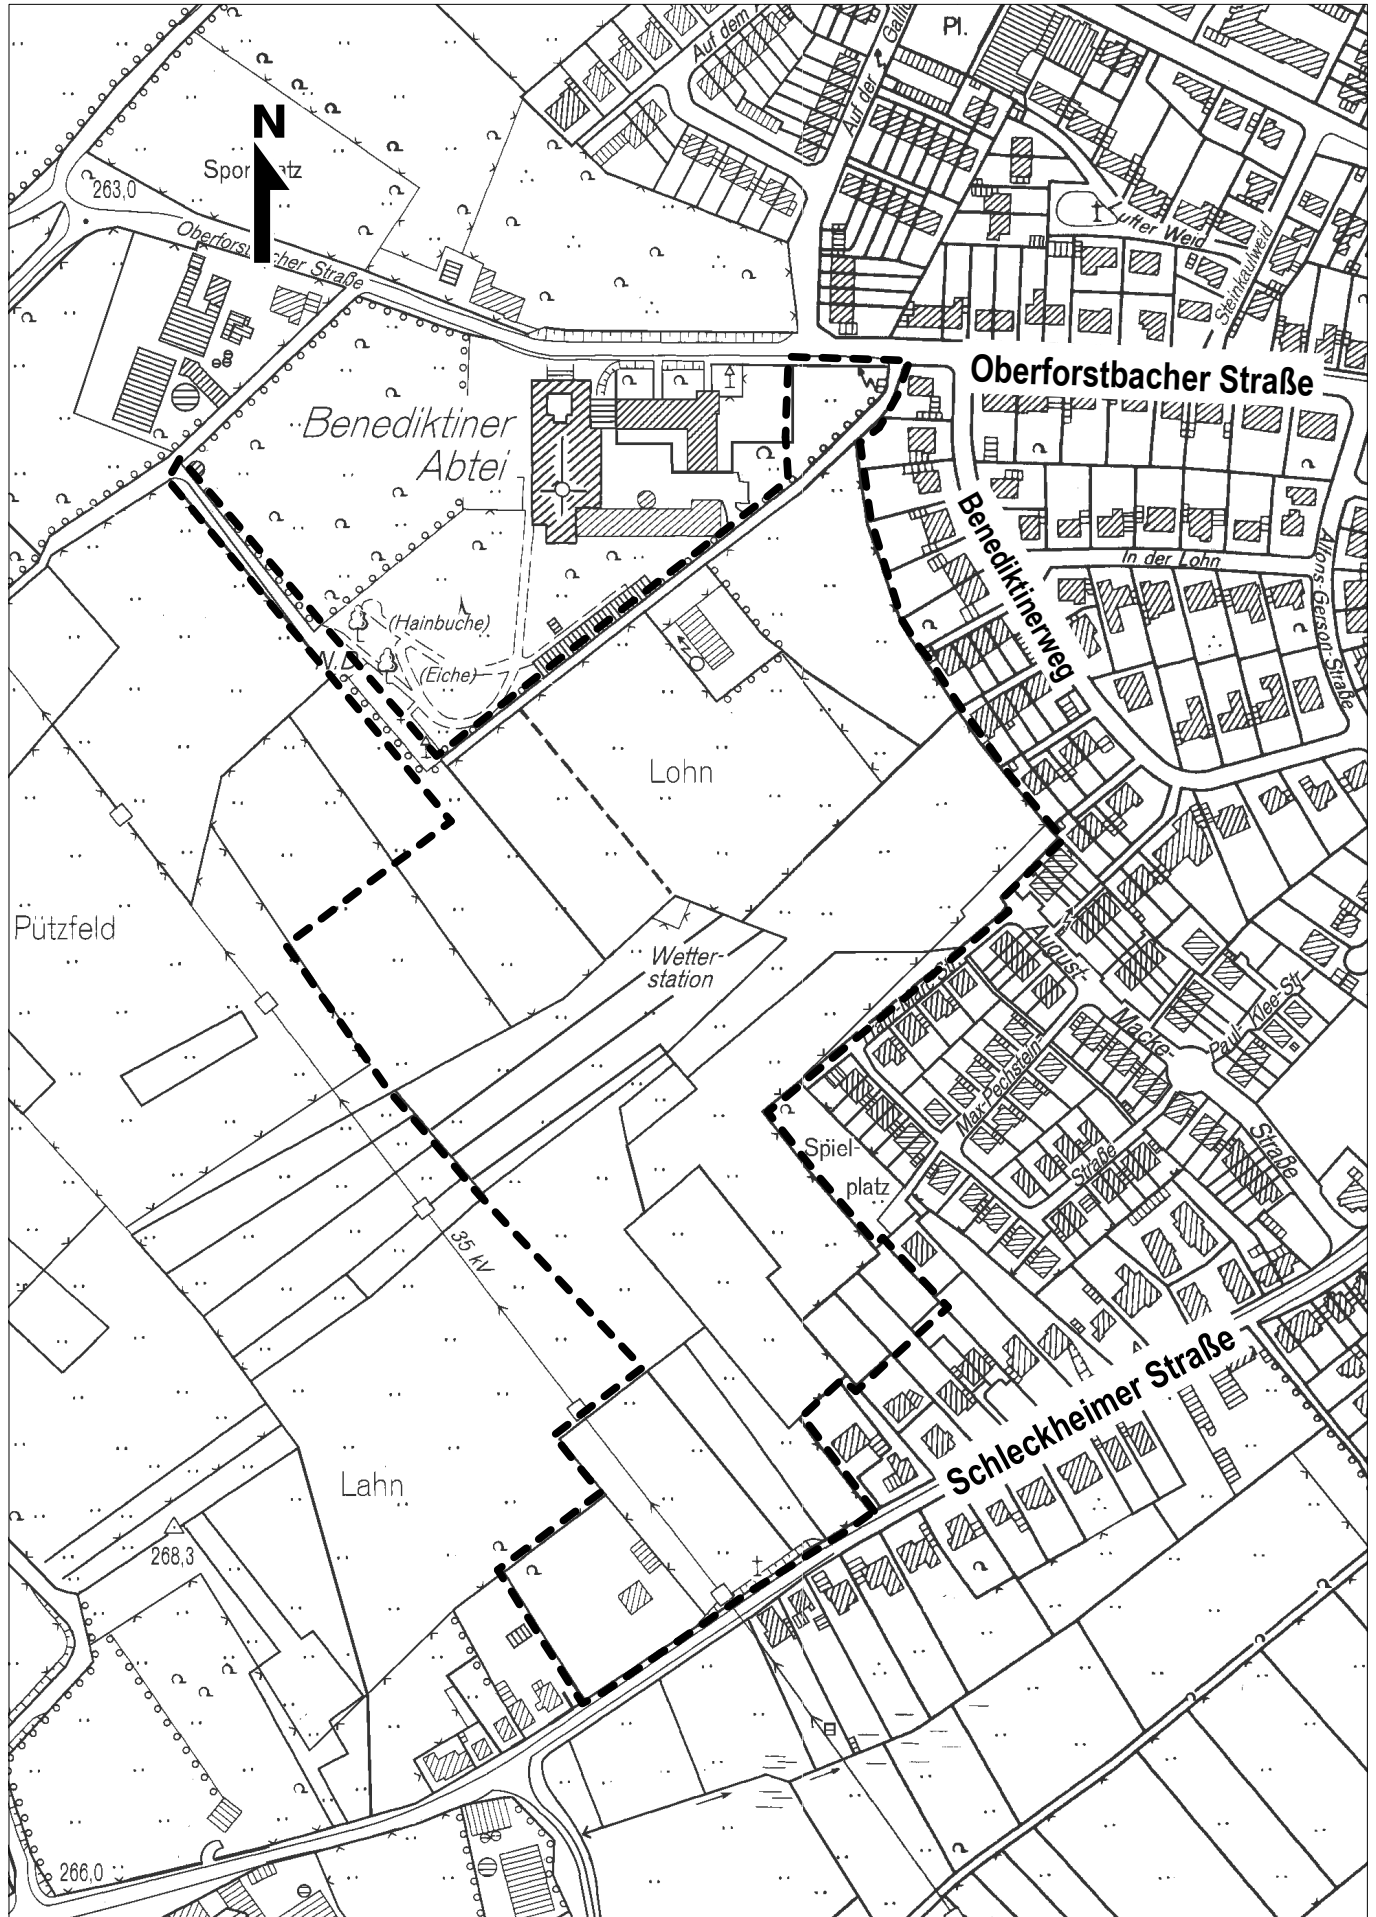 Pl.
Auf dem
Auf der
N
263,0
Oberforstbacher Straße
Steinkaulweid
Oberforstbacher Straße
Benediktiner
Abtei
Benediktinerweg
In der Lohn
Alfons-Gerson-Straße
(Hainbuche)
(Eiche)
Lohn
Pützfeld
Wetter-
station
August-
Macke-
Straße
Paul-Klee-Str.
Max-Pechstein-
Straße
Spiel-
platz
35 kV
Schleckheimer Straße
Lahn
268,3
266,0